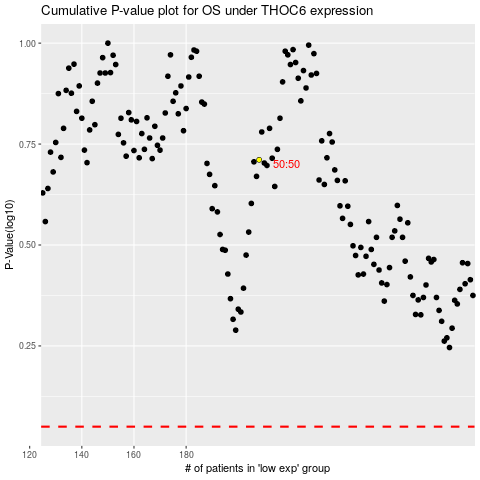 Cumulative P-value plot for OS under THOC6 expression
P-Value(log10)
1.00
0.75
0.50
0.25
50:50
120 140 160 180
# of patients in 'low exp' group